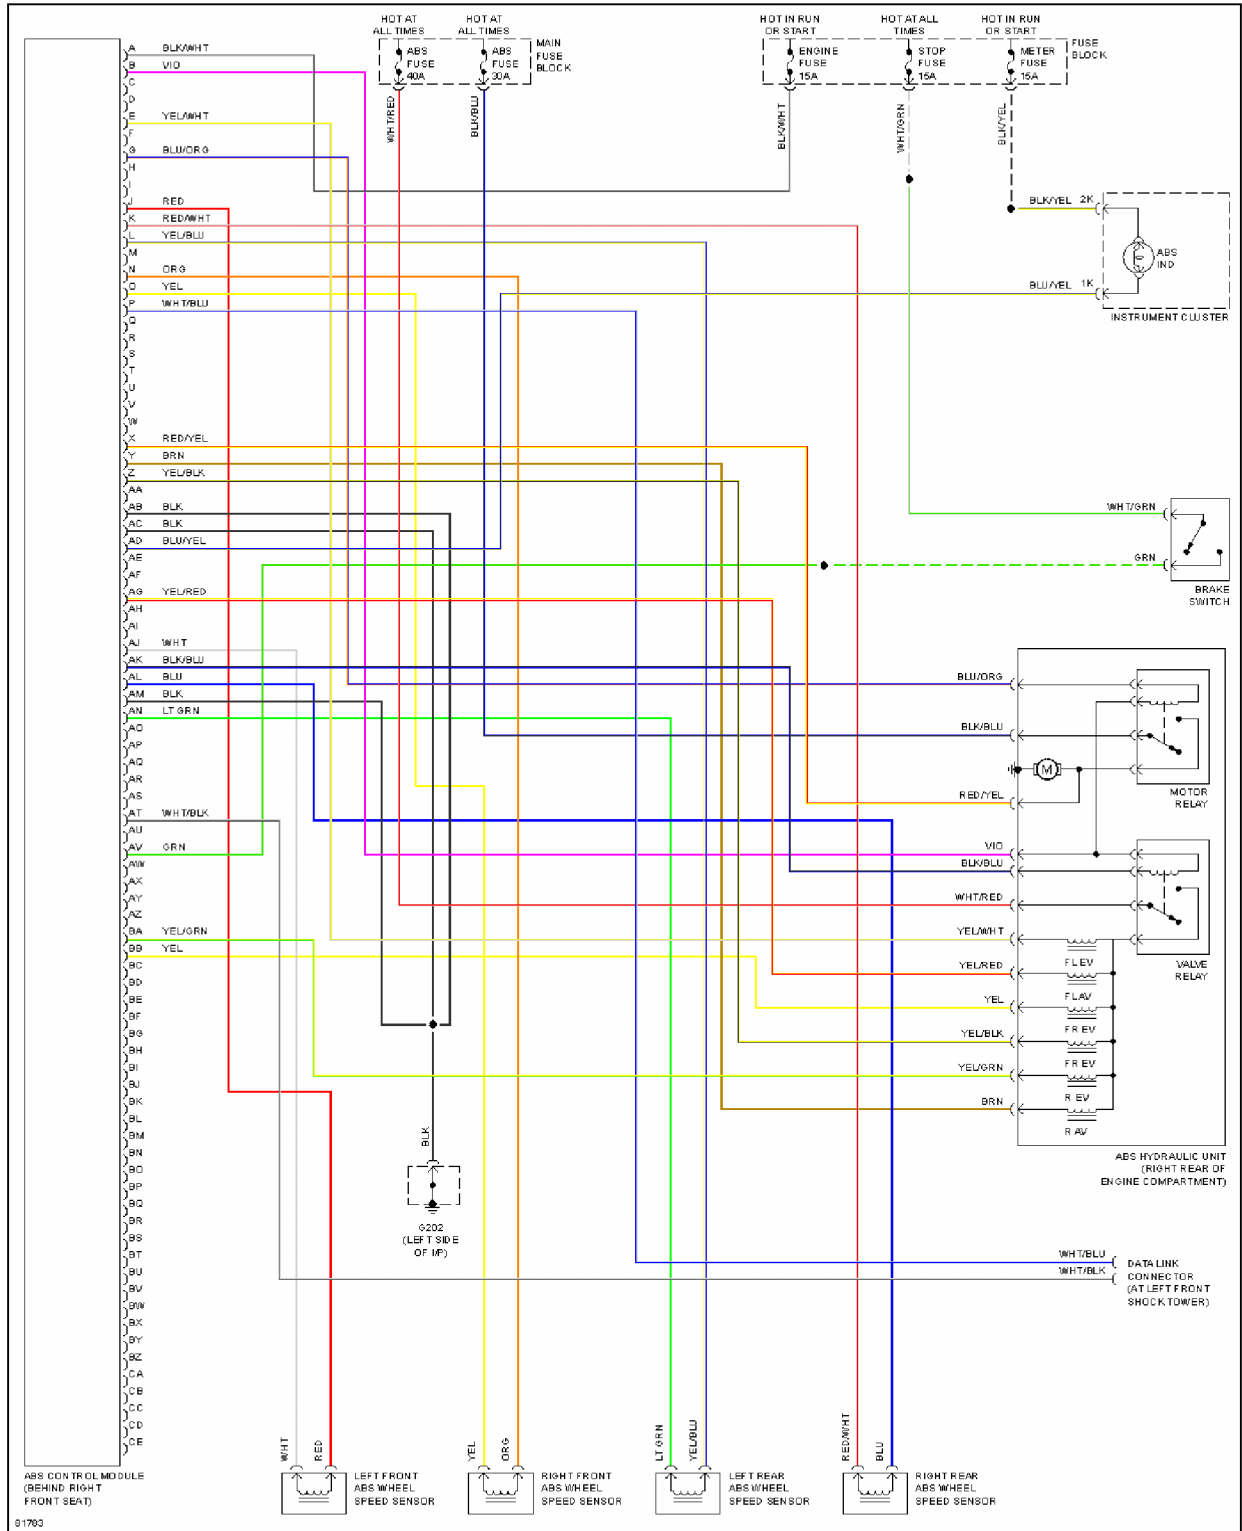 HOT AT
ALL TIMES
HOT AT
ALL TIMES
HOT IN RUN
OR START
HOT AT ALL
TIMES
HOT IN RUN
OR START
ABS
FUSE
40A
ABS
FUSE
30A
MAIN
FUSE
BLOCK
ENGINE
FUSE
15A
STOP
FUSE
15A
METER
FUSE
15A
FUSE
BLOCK
WHT/RED
BLK/BLU
BLK/WHT
WHT/GRN
BLK/YEL
A BLK/WHT
B VIO
C
D
E YEL/WHT
F
G BLU/ORG
H
I
J RED
K RED/WHT
L YEL/BLU
M
N ORG
O YEL
P WHT/BLU
Q
R
S
T
U
V
W
X RED/YEL
Y BRN
Z YEL/BLK
AA
AB BLK
AC BLK
AD BLU/YEL
AE
AF
AG YEL/RED
AH
AI
AJ WHT
AK BLK/BLU
AL BLU
AM BLK
AN LT GRN
AO
AP
AQ
AR
AS
AT WHT/BLK
AU
AV GRN
AW
AX
AY
AZ
BA YEL/GRN
BB YEL
BC
BD
BE
BF
BG
BH
BI
BJ
BK
BL
BM
BN
BO
BP
BQ
BR
BS
BT
BU
BV
BW
BX
BY
BZ
CA
CB
CC
CD
CE
BLK/YEL 2K
ABS
IND
BLU/YEL 1K
INSTRUMENT CLUSTER
WHT/GRN
GRN
BRAKE
SWITCH
BLU/ORG
BLK/BLU
M
RED/YEL
MOTOR
RELAY
VIO
BLK/BLU
WHT/RED
YEL/WHT
FL EV
VALVE
RELAY
YEL/RED
FL AV
YEL
FR EV
YEL/BLK
FR EV
YEL/GRN
R EV
BRN
R AV
ABS HYDRAULIC UNIT
(RIGHT REAR OF
ENGINE COMPARTMENT)
BLK
G202
(LEFT SIDE
OF I/P)
WHT/BLU
WHT/BLK
DATA LINK
CONNECTOR
(AT LEFT FRONT
SHOCK TOWER)
WHT
RED
YEL
ORG
LT GRN
YEL/BLU
RED/WHT
BLU
ABS CONTROL MODULE
(BEHIND RIGHT
FRONT SEAT)
LEFT FRONT
ABS WHEEL
SPEED SENSOR
RIGHT FRONT
ABS WHEEL
SPEED SENSOR
LEFT REAR
ABS WHEEL
SPEED SENSOR
RIGHT REAR
ABS WHEEL
SPEED SENSOR
81783